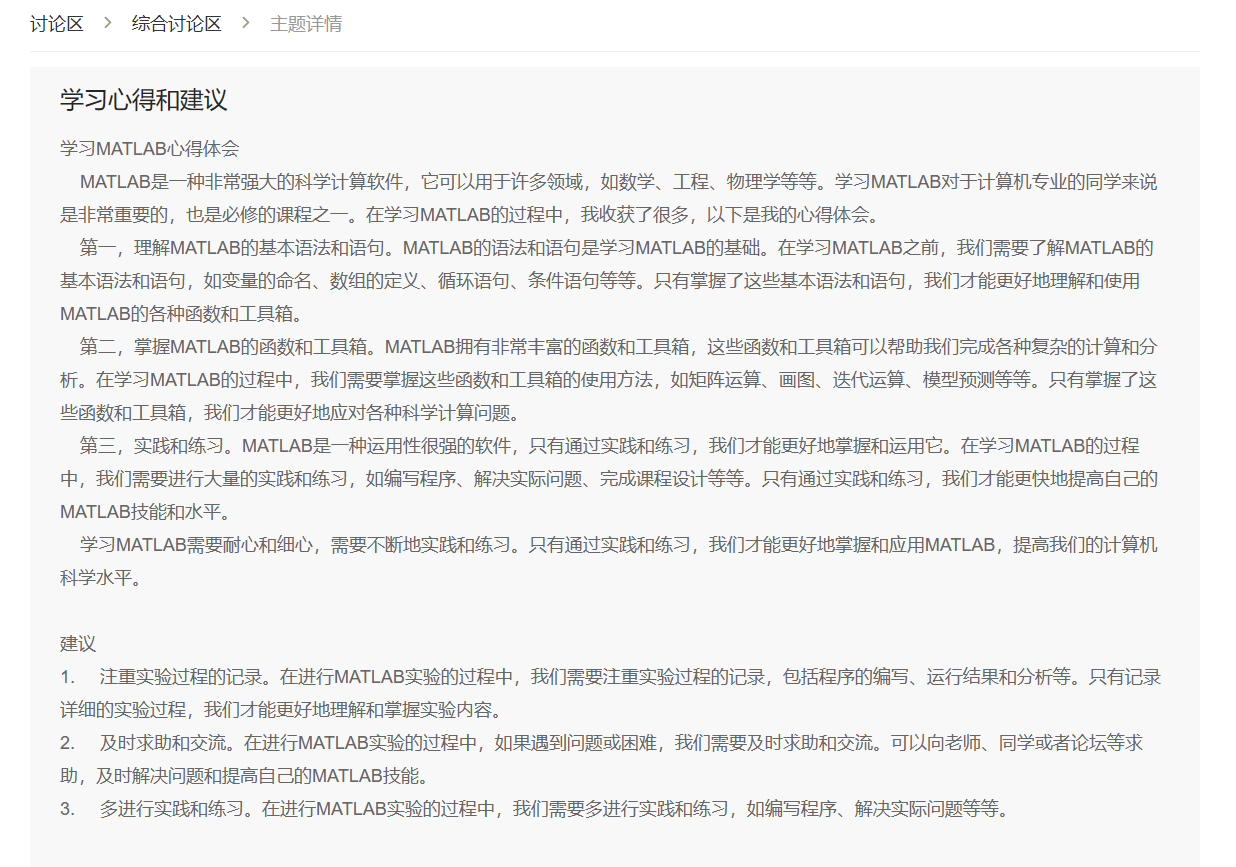 讨论区 > 综合讨论区 > 主题详情
学习心得和建议
学习MATLAB心得体会
MATLAB是一种非常强大的科学计算软件，它可以用于许多领域，如数学、工程、物理学等等。学习MATLAB对于计算机专业的同学来说
是非常重要的，也是必修的课程之一。在学习MATLAB的过程中，我收获了很多，以下是我的心得体会。
第一，理解MATLAB的基本语法和语句。MATLAB的语法和语句是学习MATLAB的基础。在学习MATLAB之前，我们需要了解MATLAB的
基本语法和语句，如变量的命名、数组的定义、循环语句、条件语句等等。只有掌握了这些基本语法和语句，我们才能更好地理解和使用
MATLAB的各种函数和工具箱。
第二，掌握MATLAB的函数和工具箱。MATLAB拥有非常丰富的函数和工具箱，这些函数和工具箱可以帮助我们完成各种复杂的计算和分
析。在学习MATLAB的过程中，我们需要掌握这些函数和工具箱的使用方法，如矩阵运算、画图、迭代运算、模型预测等等。只有掌握了这
些函数和工具箱，我们才能更好地应对各种科学计算问题。
第三，实践和练习。MATLAB是一种运用性很强的软件，只有通过实践和练习，我们才能更好地掌握和运用它。在学习MATLAB的过程
中，我们需要进行大量的实践和练习，如编写程序、解决实际问题、完成课程设计等等。只有通过实践和练习，我们才能更快地提高自己的
MATLAB技能和水平。
学习MATLAB需要耐心和细心，需要不断地实践和练习。只有通过实践和练习，我们才能更好地掌握和应用MATLAB，提高我们的计算机
科学水平。
建议
1. 注重实验过程的记录。在进行MATLAB实验的过程中，我们需要注重实验过程的记录，包括程序的编写、运行结果和分析等。只有记录
详细的实验过程，我们才能更好地理解和掌握实验内容。
2. 及时求助和交流。在进行MATLAB实验的过程中，如果遇到问题或困难，我们需要及时求助和交流。可以向老师、同学或者论坛等求
助，及时解决问题和提高自己的MATLAB技能。
3. 多进行实践和练习。在进行MATLAB实验的过程中，我们需要多进行实践和练习，如编写程序、解决实际问题等等。